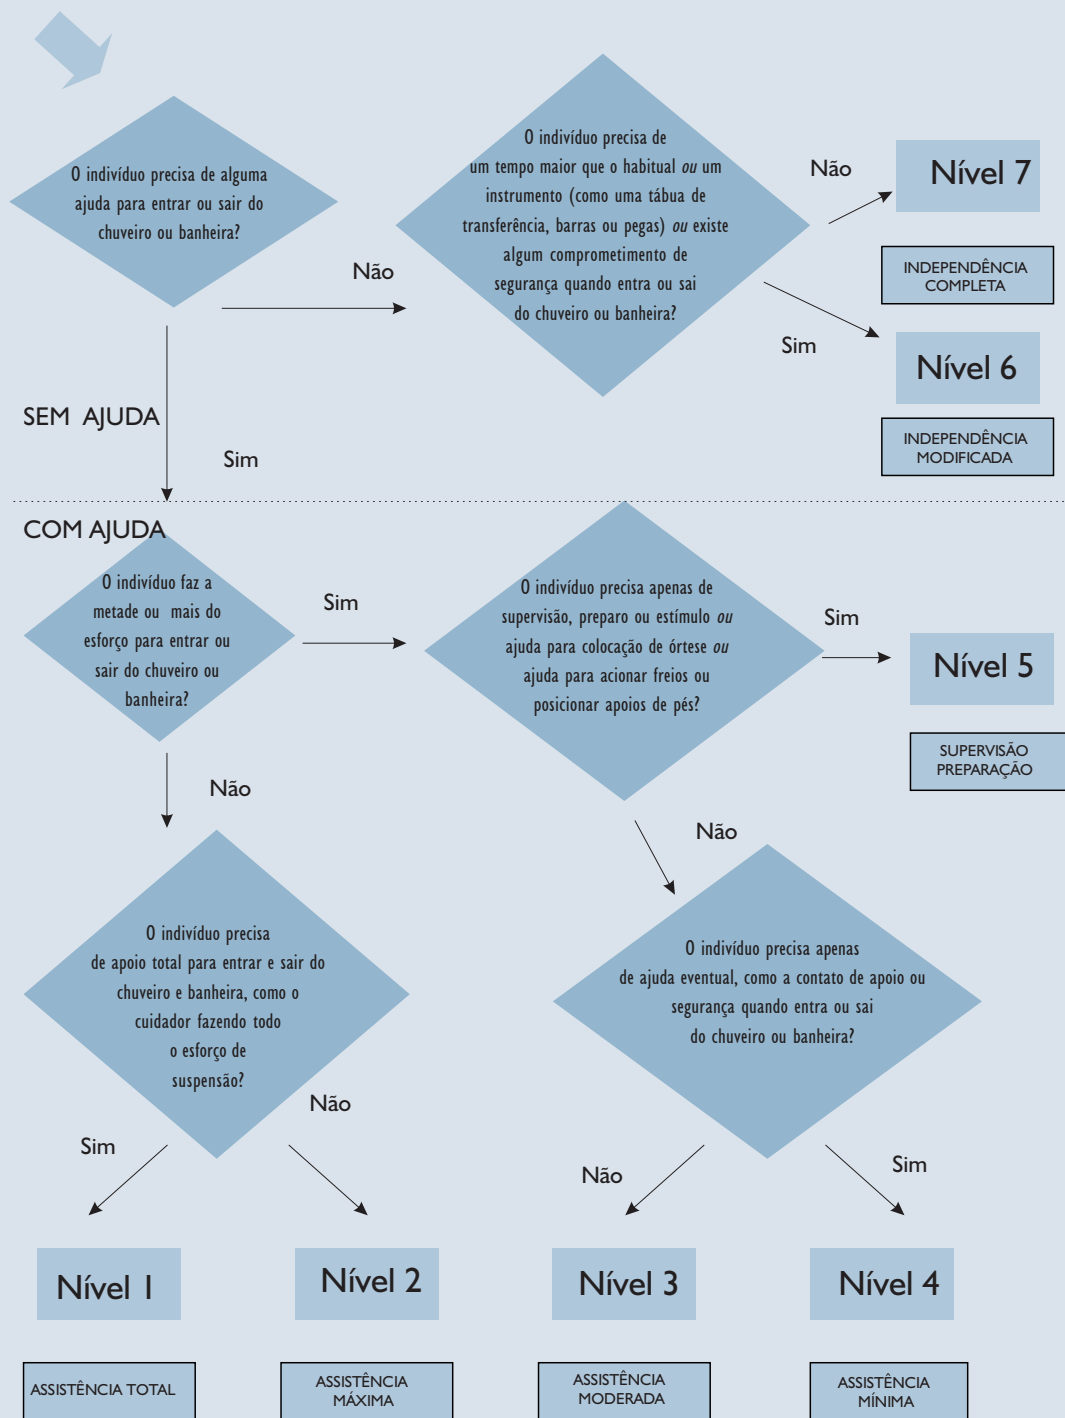 O indivíduo precisa de alguma
ajuda para entrar ou sair do
chuveiro ou banheira?
Não
O indivíduo precisa de
um tempo maior que o habitual ou um
instrumento (como uma tábua de
transferência, barras ou pegas) ou existe
algum comprometimento de
segurança quando entra ou sai
do chuveiro ou banheira?
Não
Nível 7
INDEPENDÊNCIA
COMPLETA
Sim
Nível 6
INDEPENDÊNCIA
MODIFICADA
SEM AJUDA
Sim
COM AJUDA
O indivíduo faz a
metade ou mais do
esforço para entrar ou
sair do chuveiro ou
banheira?
Sim
O indivíduo precisa apenas de
supervisão, preparo ou estímulo ou
ajuda para colocação de órtese ou
ajuda para acionar freios ou
posicionar apoios de pés?
Sim
Nível 5
SUPERVISÃO
PREPARAÇÃO
Não
Não
O indivíduo precisa
de apoio total para entrar e sair do
chuveiro e banheira, como o
cuidador fazendo todo
o esforço de
suspensão?
O indivíduo precisa apenas
de ajuda eventual, como a contato de apoio ou
segurança quando entra ou sai
do chuveiro ou banheira?
Sim
Não
Não
Sim
Nível 1
Nível 2
Nível 3
Nível 4
ASSISTÊNCIA TOTAL
ASSISTÊNCIA
MÁXIMA
ASSISTÊNCIA
MODERADA
ASSISTÊNCIA
MÍNIMA